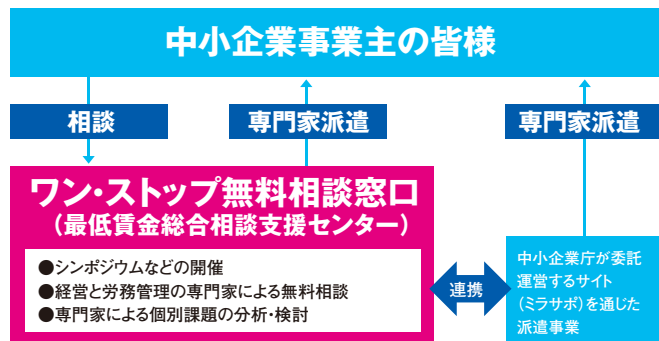 中小企業事業主の皆様
相談
専門家派遣
専門家派遣
ワン・ストップ無料相談窓口
（最低賃金総合相談支援センター）
●シンポジウムなどの開催
●経営と労務管理の専門家による無料相談
●専門家による個別課題の分析・検討
連携
中小企業庁が委託
運営するサイト
（ミラサポ）を通じた
派遣事業